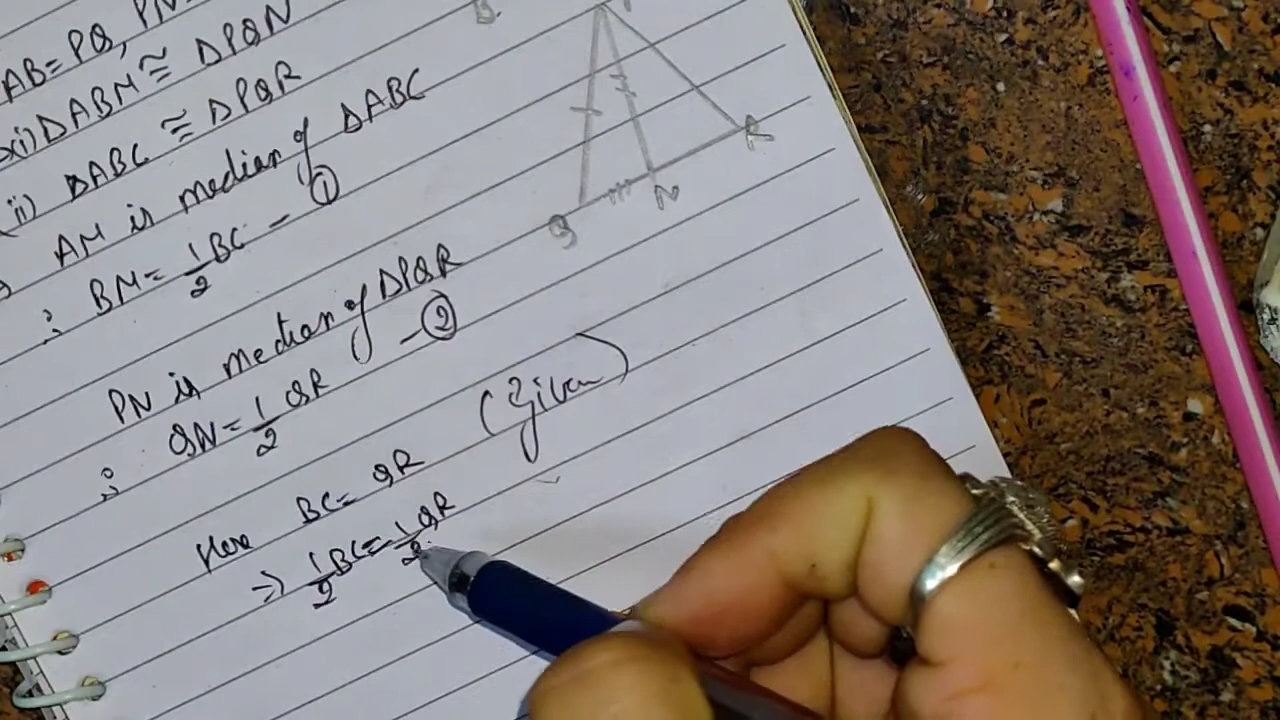 AB = PQ, PN
(i) ΔABM ≅ ΔPQN
(ii) ΔABC ≅ ΔPQR
AM is median of ΔABC
∴ BM = 1/2 BC - ①
PN is median of ΔPQR
∴ QN = 1/2 QR - ②
Here BC = QR (Given)
⇒ 1/2 BC = 1/2 QR
B
P
Q
N
R